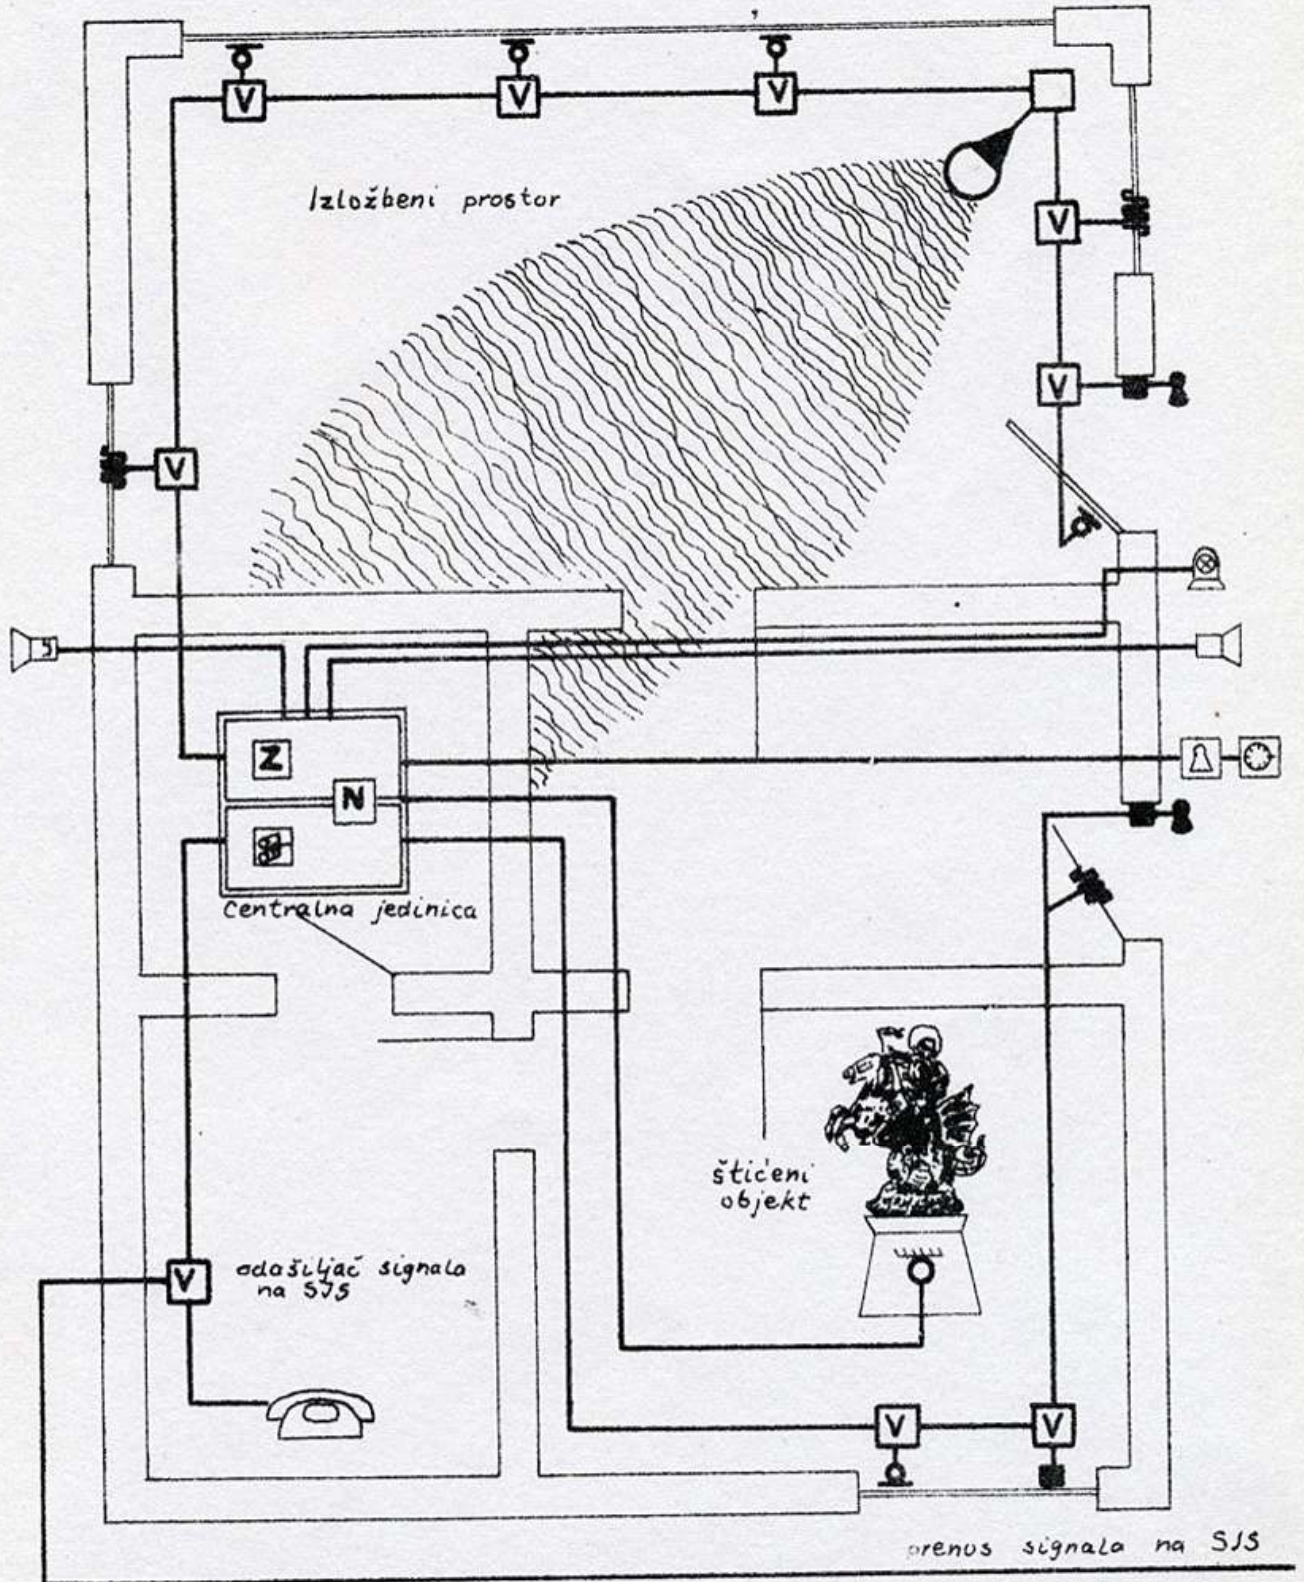 V
V
V
Izložbeni prostor
V
V
V
Z
N
Centralna jedinica
štićeni
objekt
V
odašiljač signala
na SJS
V
V
prenos signala na SJS